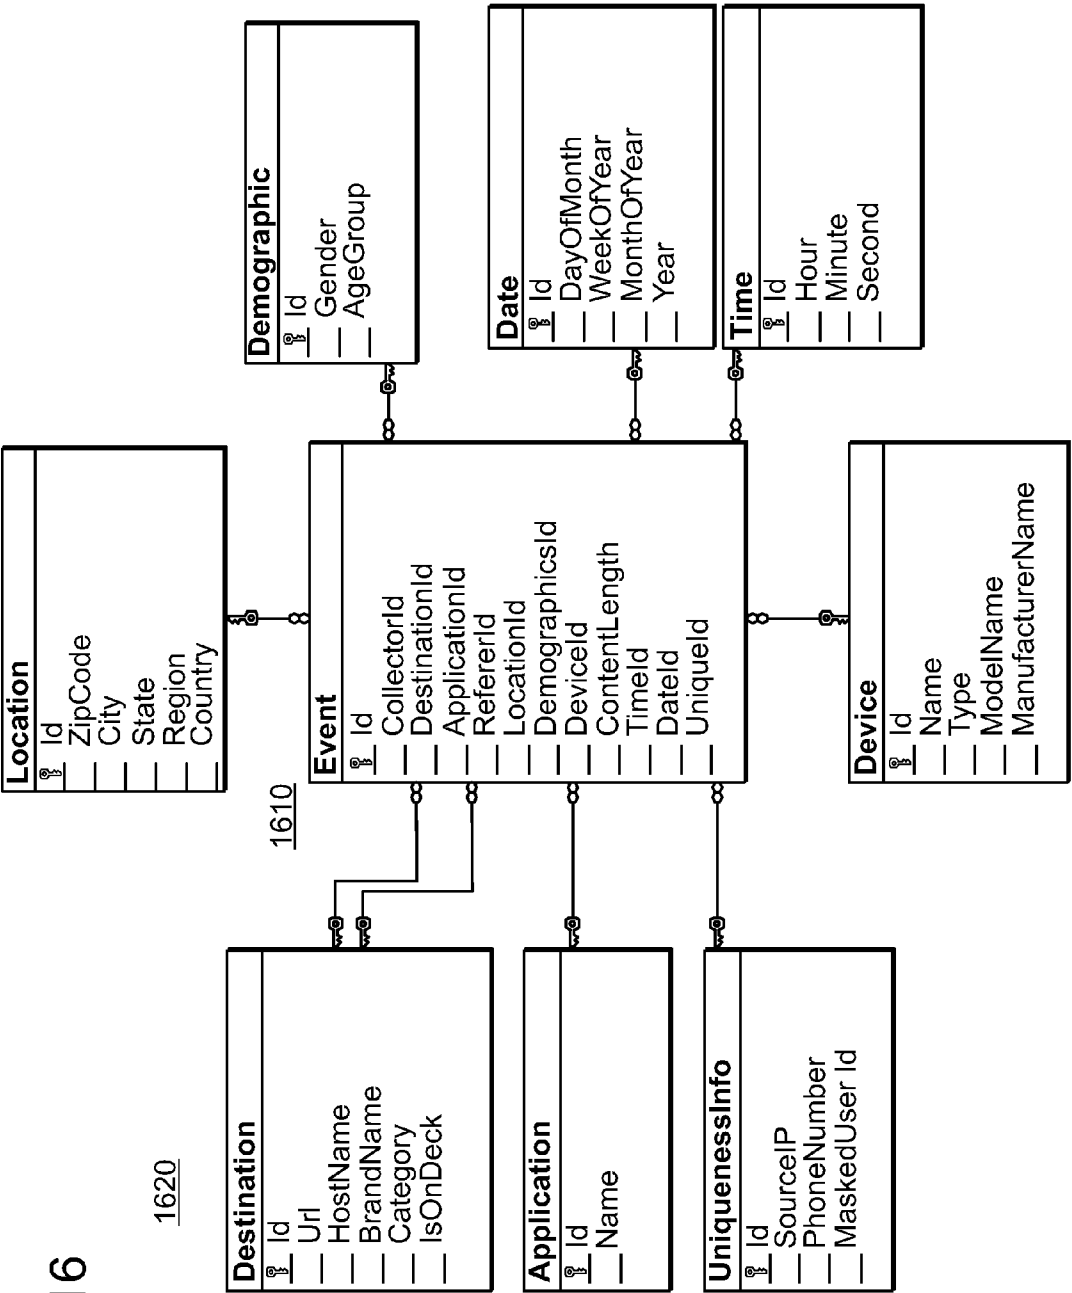 16
1620
Destination
Id
Url
HostName
BrandName
Category
IsOnDeck
Application
Id
Name
UniquenessInfo
Id
SourceIP
PhoneNumber
MaskedUser Id
Location
Id
ZipCode
City
State
Region
Country
1610
Event
Id
CollectorId
DestinationId
ApplicationId
RefererId
LocationId
DemographicsId
DeviceId
ContentLength
TimeId
DateId
UniqueId
Device
Id
Name
Type
ModelName
ManufacturerName
Demographic
Id
Gender
AgeGroup
Date
Id
DayOfMonth
WeekOfYear
MonthOfYear
Year
Time
Id
Hour
Minute
Second